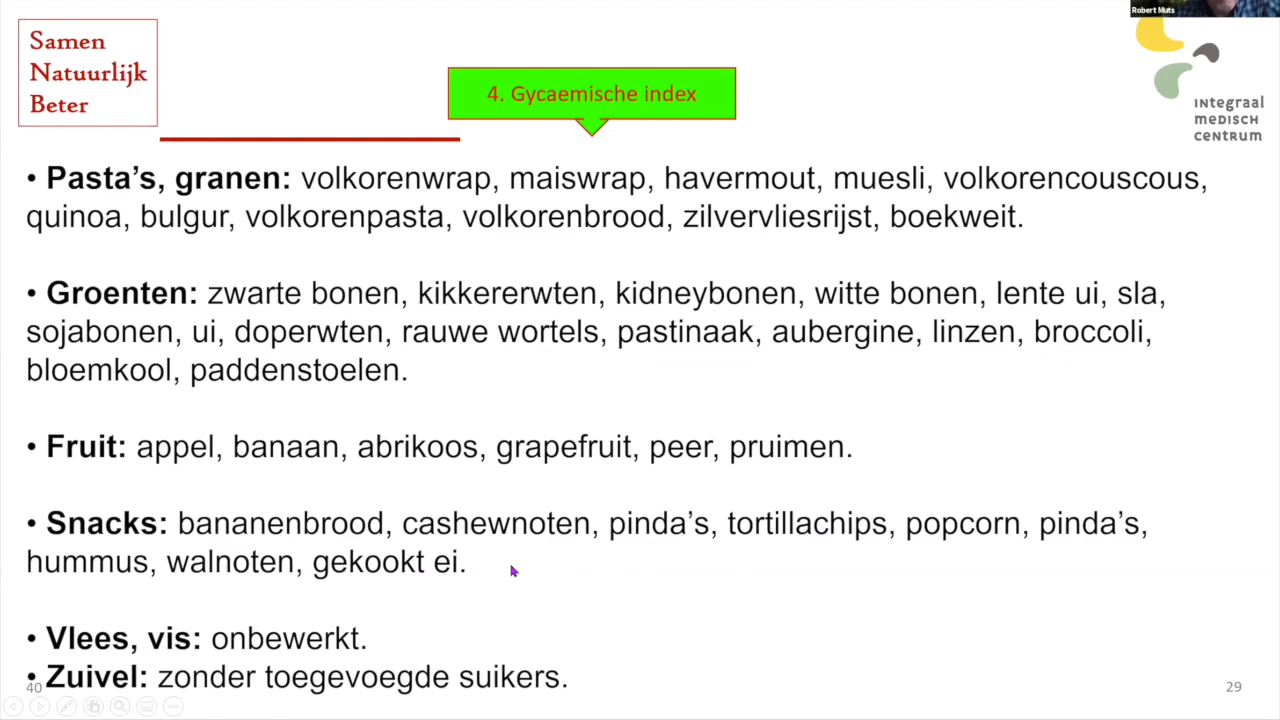 Robert Muts
Samen
Natuurlijk
Beter
4. Gycaemische index
INTEGRAAL
MEDISCH
CENTRUM
• Pasta’s, granen: volkorenwrap, maiswrap, havermout, muesli, volkorencouscous,
quinoa, bulgur, volkorenpasta, volkorenbrood, zilvervliesrijst, boekweit.
• Groenten: zwarte bonen, kikkererwten, kidneybonen, witte bonen, lente ui, sla,
sojabonen, ui, doperwten, rauwe wortels, pastinaak, aubergine, linzen, broccoli,
bloemkool, paddenstoelen.
• Fruit: appel, banaan, abrikoos, grapefruit, peer, pruimen.
• Snacks: bananenbrood, cashewnoten, pinda’s, tortillachips, popcorn, pinda’s,
hummus, walnoten, gekookt ei.
• Vlees, vis: onbewerkt.
• Zuivel: zonder toegevoegde suikers.
40
29